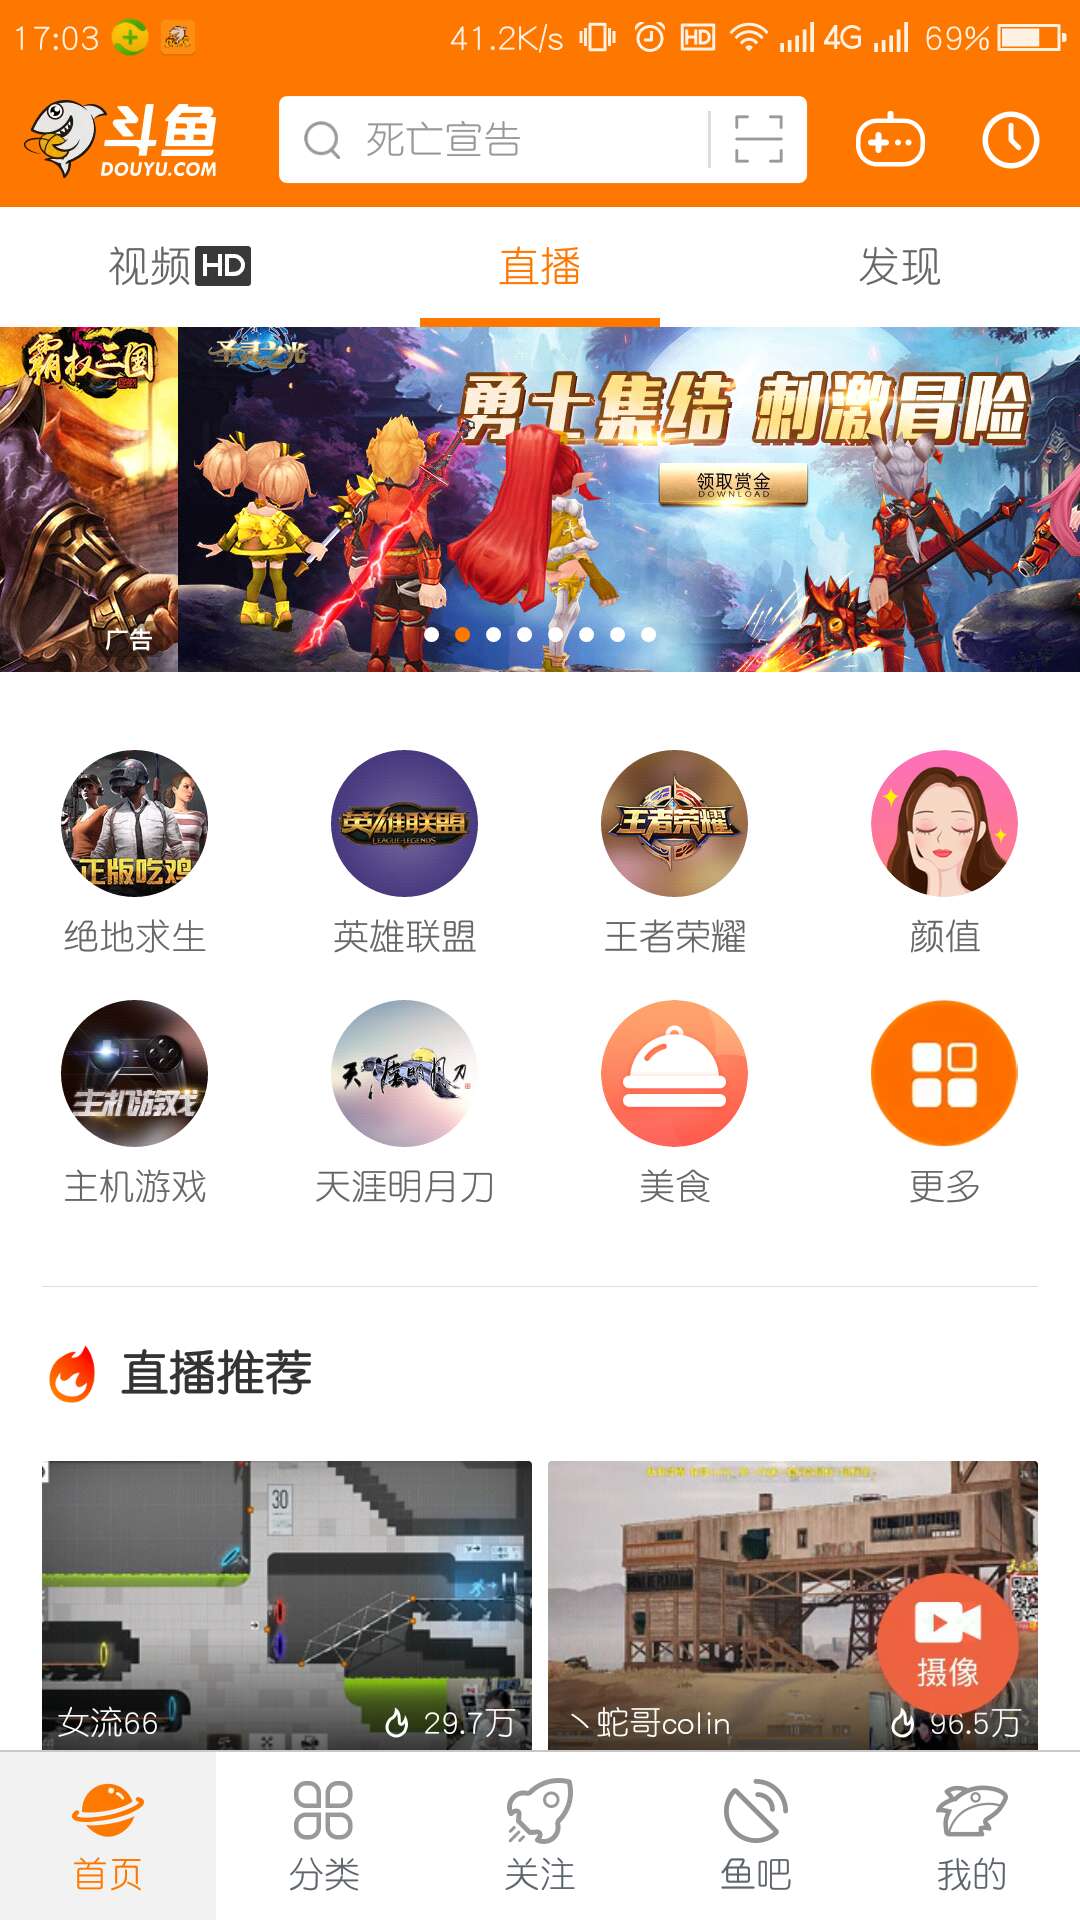 17:03
41.2K/s HD 4G 69%
斗鱼
DOUYU.COM
死亡宣告
视频HD
直播
发现
霸权三国
圣灵之光
勇士集结 刺激冒险
领取赏金
DOWNLOAD
广告
正版吃鸡
英雄联盟
LEAGUE LEGENDS
王者荣耀
绝地求生
英雄联盟
王者荣耀
颜值
主机游戏
天涯明月刀
主机游戏
天涯明月刀
美食
更多
直播推荐
30
女流66
29.7万
丶蛇哥colin
96.5万
摄像
首页
分类
关注
鱼吧
我的